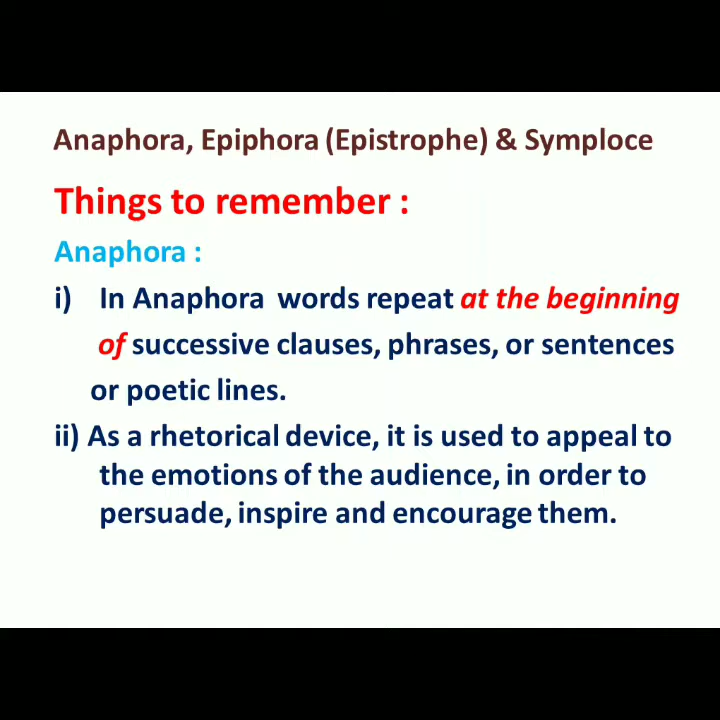 Anaphora, Epiphora (Epistrophe) & Symploce
Things to remember :
Anaphora :
i) In Anaphora words repeat at the beginning
of successive clauses, phrases, or sentences
or poetic lines.
ii) As a rhetorical device, it is used to appeal to
the emotions of the audience, in order to
persuade, inspire and encourage them.